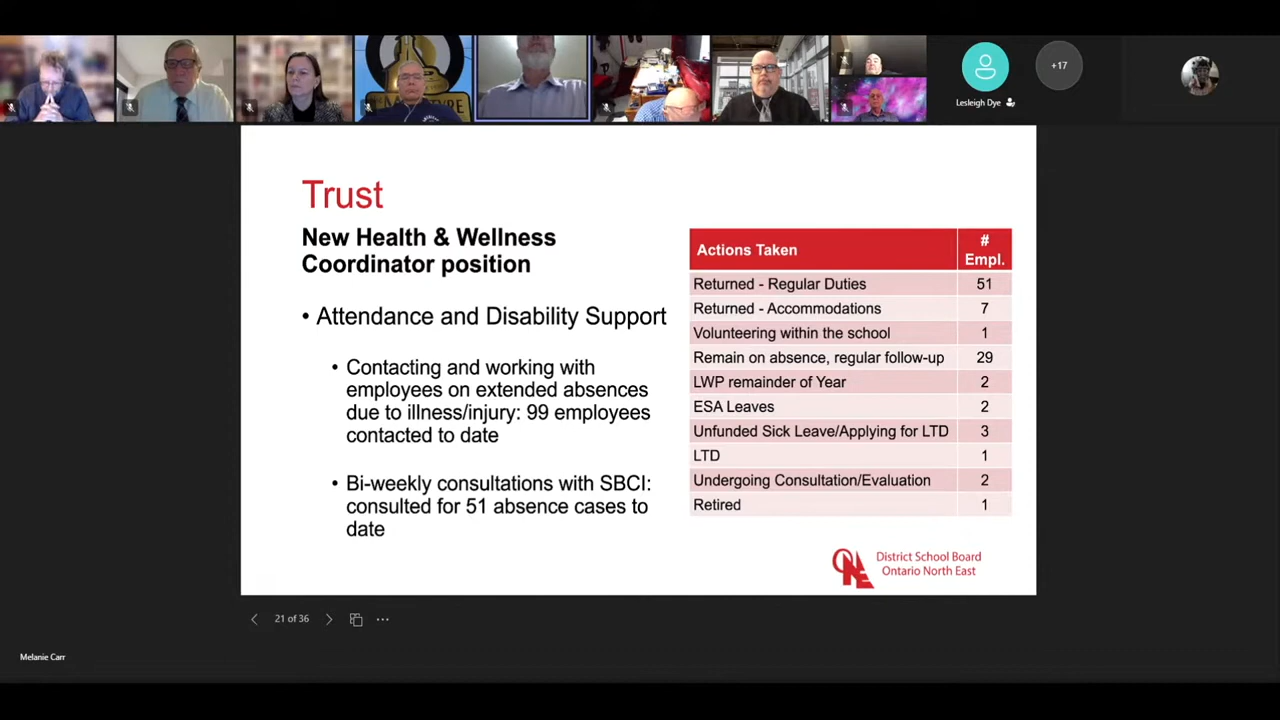 Lesleigh Dye
+17
Trust
New Health & Wellness
Coordinator position
• Attendance and Disability Support
• Contacting and working with
employees on extended absences
due to illness/injury: 99 employees
contacted to date
• Bi-weekly consultations with SBCI:
consulted for 51 absence cases to
date
Actions Taken # Empl.
Returned - Regular Duties 51
Returned - Accommodations 7
Volunteering within the school 1
Remain on absence, regular follow-up 29
LWP remainder of Year 2
ESA Leaves 2
Unfunded Sick Leave/Applying for LTD 3
LTD 1
Undergoing Consultation/Evaluation 2
Retired 1
District School Board
Ontario North East
21 of 36
Melanie Carr